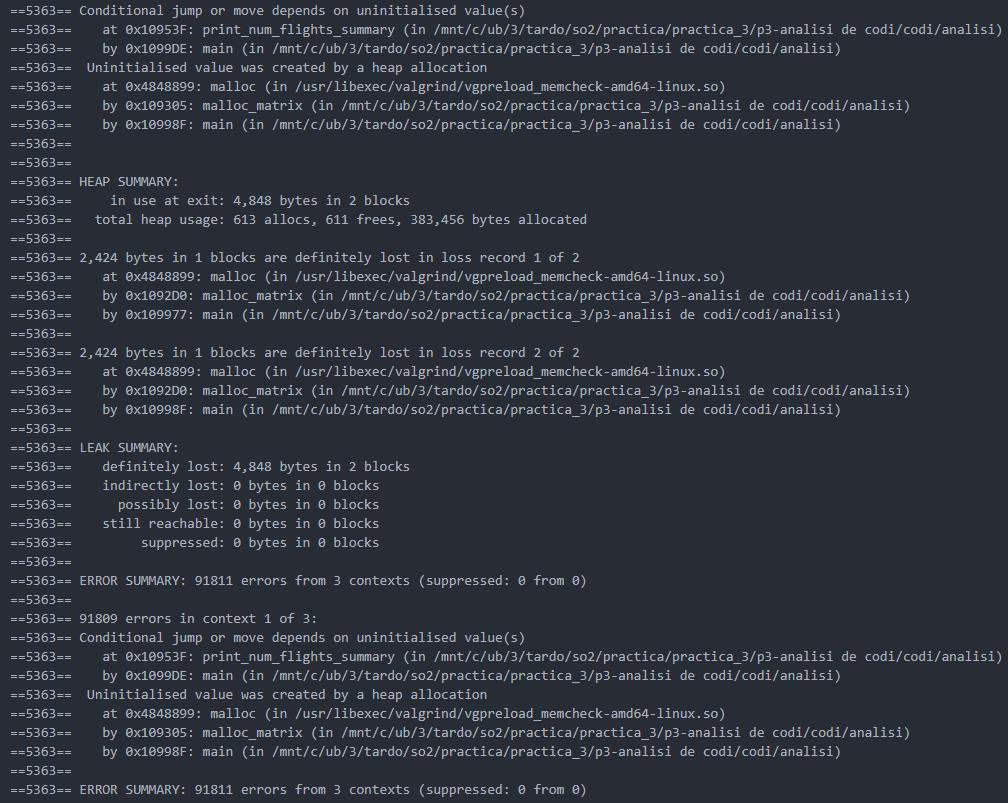 ==5363== Conditional jump or move depends on uninitialised value(s)
==5363==    at 0x10953F: print_num_flights_summary (in /mnt/c/ub/3/tardo/so2/practica/practica_3/p3-analisi de codi/codi/analisi)
==5363==    by 0x1099DE: main (in /mnt/c/ub/3/tardo/so2/practica/practica_3/p3-analisi de codi/codi/analisi)
==5363==  Uninitialised value was created by a heap allocation
==5363==    at 0x4848899: malloc (in /usr/libexec/valgrind/vgpreload_memcheck-amd64-linux.so)
==5363==    by 0x109305: malloc_matrix (in /mnt/c/ub/3/tardo/so2/practica/practica_3/p3-analisi de codi/codi/analisi)
==5363==    by 0x10998F: main (in /mnt/c/ub/3/tardo/so2/practica/practica_3/p3-analisi de codi/codi/analisi)
==5363==
==5363==
==5363== HEAP SUMMARY:
==5363==     in use at exit: 4,848 bytes in 2 blocks
==5363==   total heap usage: 613 allocs, 611 frees, 383,456 bytes allocated
==5363==
==5363== 2,424 bytes in 1 blocks are definitely lost in loss record 1 of 2
==5363==    at 0x4848899: malloc (in /usr/libexec/valgrind/vgpreload_memcheck-amd64-linux.so)
==5363==    by 0x1092D0: malloc_matrix (in /mnt/c/ub/3/tardo/so2/practica/practica_3/p3-analisi de codi/codi/analisi)
==5363==    by 0x109977: main (in /mnt/c/ub/3/tardo/so2/practica/practica_3/p3-analisi de codi/codi/analisi)
==5363==
==5363== 2,424 bytes in 1 blocks are definitely lost in loss record 2 of 2
==5363==    at 0x4848899: malloc (in /usr/libexec/valgrind/vgpreload_memcheck-amd64-linux.so)
==5363==    by 0x1092D0: malloc_matrix (in /mnt/c/ub/3/tardo/so2/practica/practica_3/p3-analisi de codi/codi/analisi)
==5363==    by 0x10998F: main (in /mnt/c/ub/3/tardo/so2/practica/practica_3/p3-analisi de codi/codi/analisi)
==5363==
==5363== LEAK SUMMARY:
==5363==    definitely lost: 4,848 bytes in 2 blocks
==5363==    indirectly lost: 0 bytes in 0 blocks
==5363==      possibly lost: 0 bytes in 0 blocks
==5363==    still reachable: 0 bytes in 0 blocks
==5363==         suppressed: 0 bytes in 0 blocks
==5363==
==5363== ERROR SUMMARY: 91811 errors from 3 contexts (suppressed: 0 from 0)
==5363==
==5363== 91809 errors in context 1 of 3:
==5363== Conditional jump or move depends on uninitialised value(s)
==5363==    at 0x10953F: print_num_flights_summary (in /mnt/c/ub/3/tardo/so2/practica/practica_3/p3-analisi de codi/codi/analisi)
==5363==    by 0x1099DE: main (in /mnt/c/ub/3/tardo/so2/practica/practica_3/p3-analisi de codi/codi/analisi)
==5363==  Uninitialised value was created by a heap allocation
==5363==    at 0x4848899: malloc (in /usr/libexec/valgrind/vgpreload_memcheck-amd64-linux.so)
==5363==    by 0x109305: malloc_matrix (in /mnt/c/ub/3/tardo/so2/practica/practica_3/p3-analisi de codi/codi/analisi)
==5363==    by 0x10998F: main (in /mnt/c/ub/3/tardo/so2/practica/practica_3/p3-analisi de codi/codi/analisi)
==5363==
==5363== ERROR SUMMARY: 91811 errors from 3 contexts (suppressed: 0 from 0)